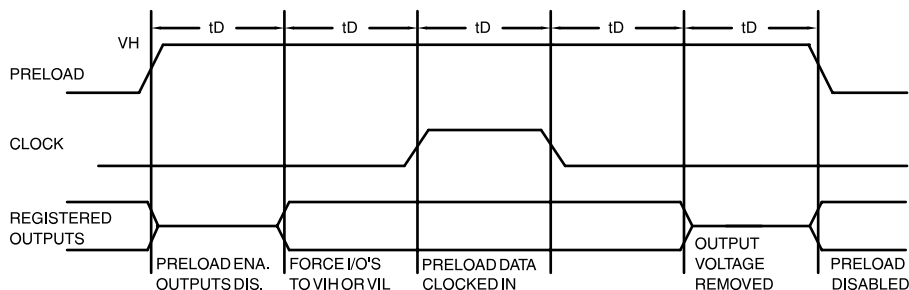 tD tD tD tD tD
VH
PRELOAD
CLOCK
REGISTERED
OUTPUTS
PRELOAD ENA.
OUTPUTS DIS.
FORCE I/O'S
TO VIH OR VIL
PRELOAD DATA
CLOCKED IN
OUTPUT
VOLTAGE
REMOVED
PRELOAD
DISABLED